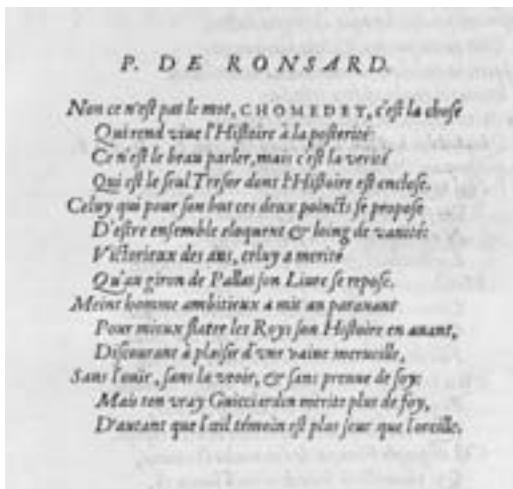 P. DE RONSARD.
Non ce n'est pas le mot, CHOMEDEY, c'est la chose
Qui rend viue l'Histoire à la posterité:
Ce n'est le beau parler, mais c'est la verité
Qui est le seul Tresor dont l'Histoire est enclose.
Celuy qui pour son but ces deux poincts se propose
D'estre ensemble eloquent & loing de vanité:
Victorieux des ans, celuy a merité
Qu'au giron de Pallas son Liure se repose.
Meint homme ambitieux a mis au parauant
Pour mieux flater les Roys son Histoire en auant,
Discourant à plaisir d'vne vaine merueille,
Sans l'ouir, sans la veoir, & sans preuue de soy:
Mais ton vray Guicciardin merite plus de foy,
D'autant que l'œil témoin est plus seur que l'oreille.